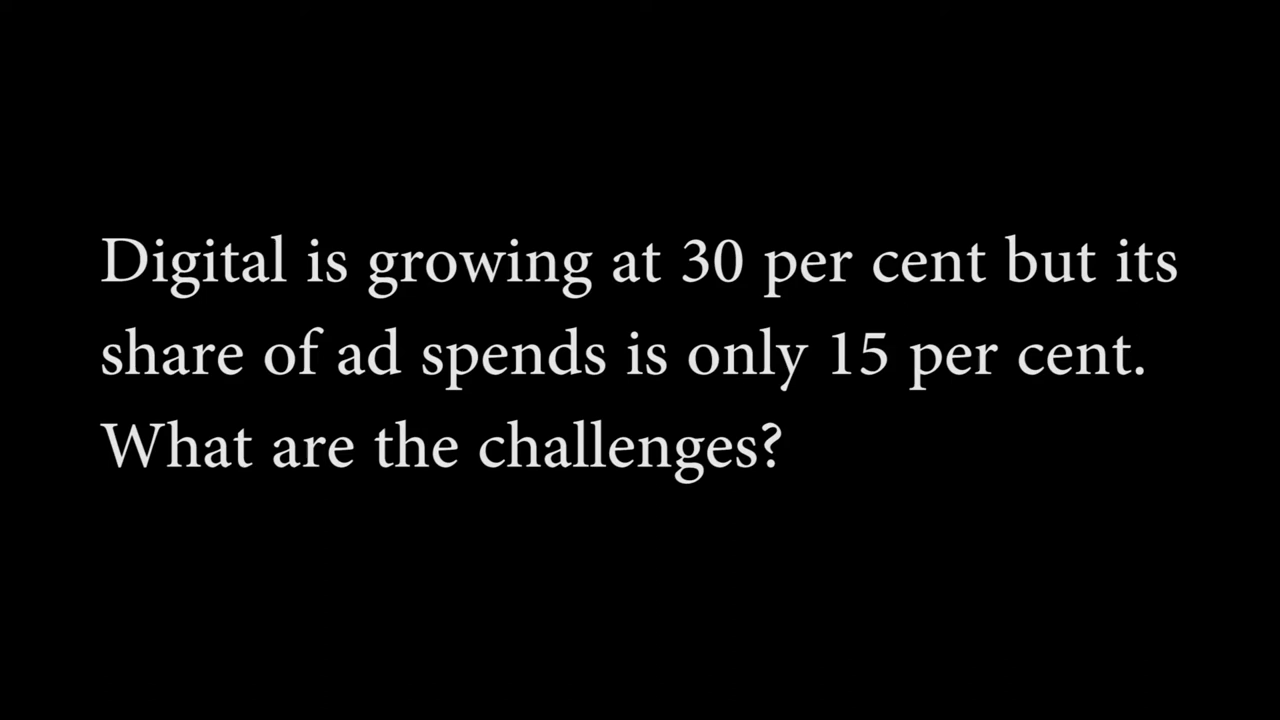 Digital is growing at 30 per cent but its
share of ad spends is only 15 per cent.
What are the challenges?